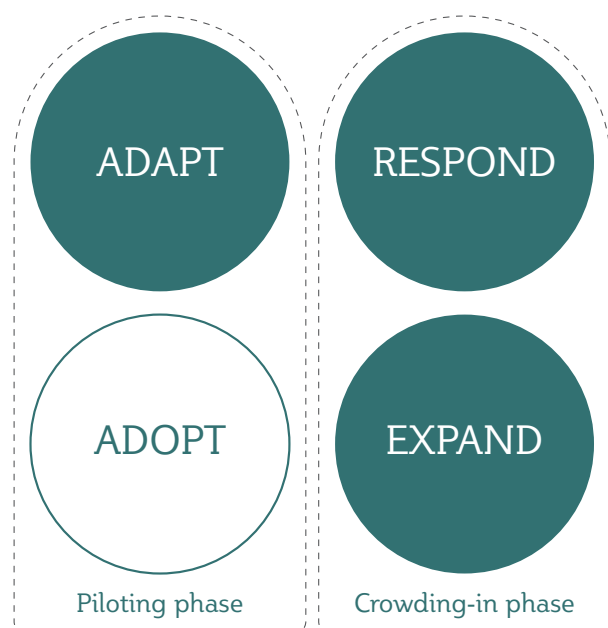 ADAPT
RESPOND
ADOPT
EXPAND
Piloting phase
Crowding-in phase